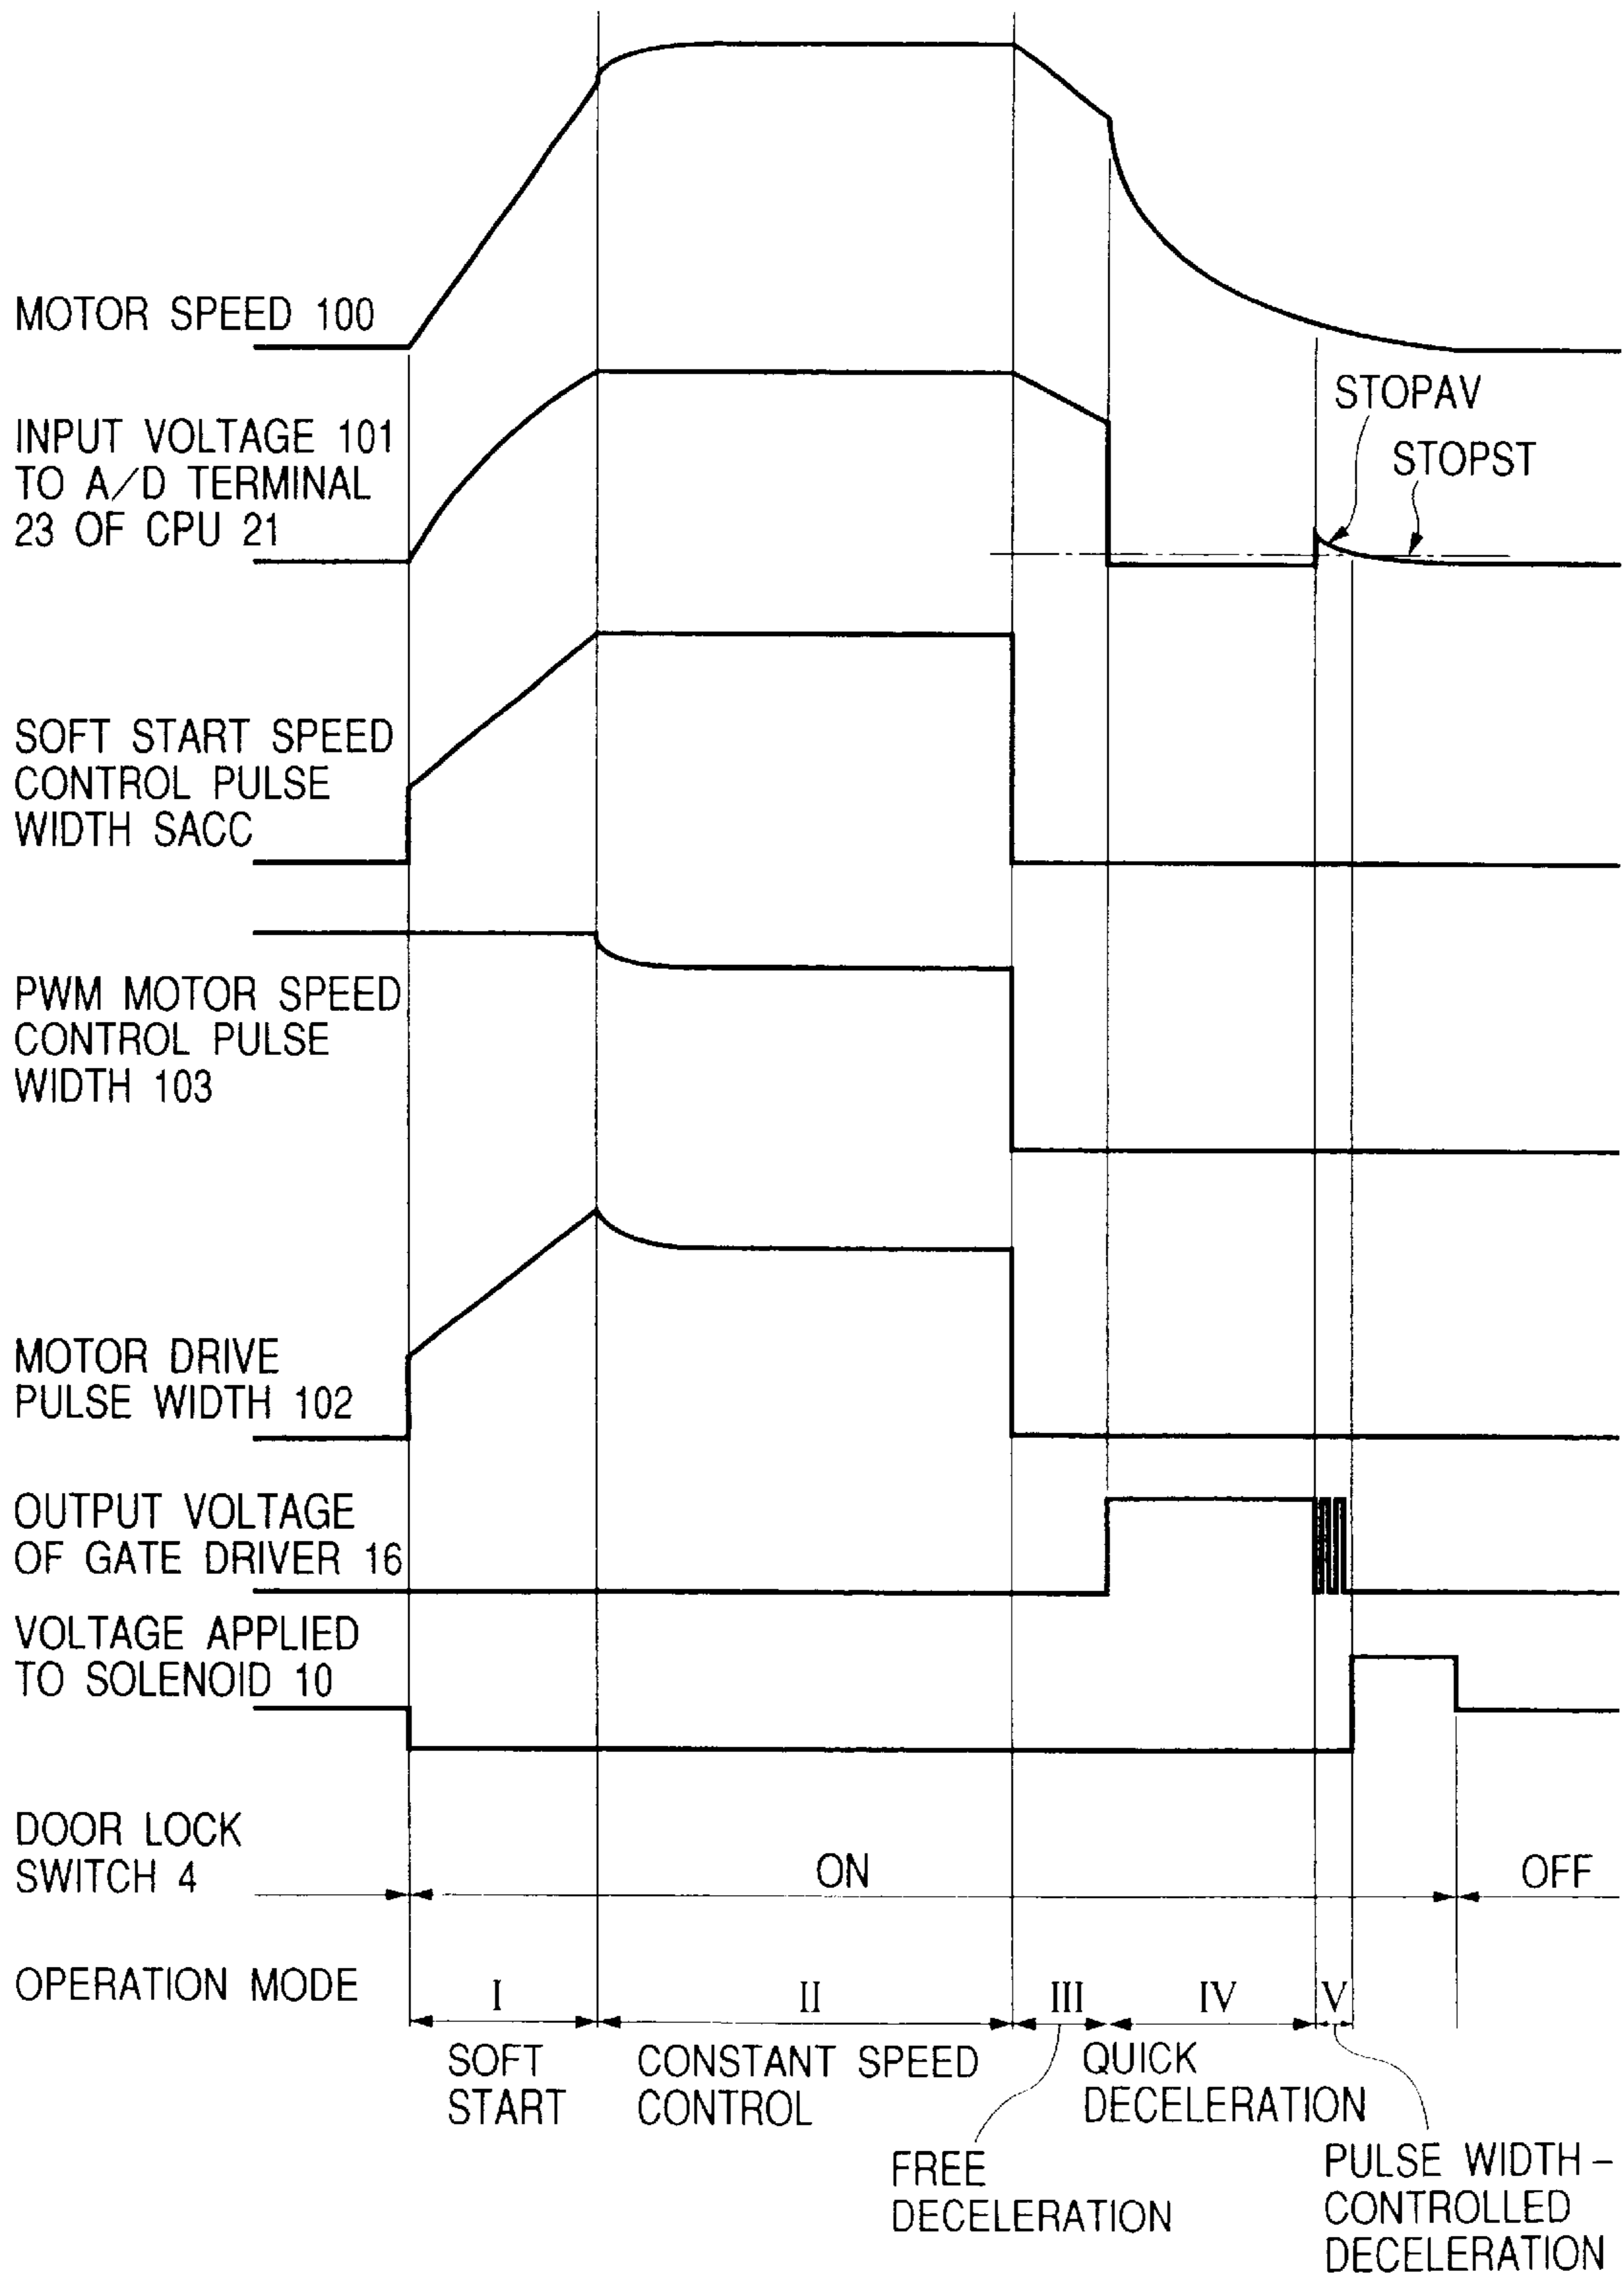 MOTOR SPEED 100
INPUT VOLTAGE 101
TO A/D TERMINAL
23 OF CPU 21
STOPAV
STOPST
SOFT START SPEED
CONTROL PULSE
WIDTH SACC
PWM MOTOR SPEED
CONTROL PULSE
WIDTH 103
MOTOR DRIVE
PULSE WIDTH 102
OUTPUT VOLTAGE
OF GATE DRIVER 16
VOLTAGE APPLIED
TO SOLENOID 10
DOOR LOCK
SWITCH 4
ON
OFF
OPERATION MODE
I
II
III
IV
V
SOFT
START
CONSTANT SPEED
CONTROL
FREE
DECELERATION
QUICK
DECELERATION
PULSE WIDTH-
CONTROLLED
DECELERATION